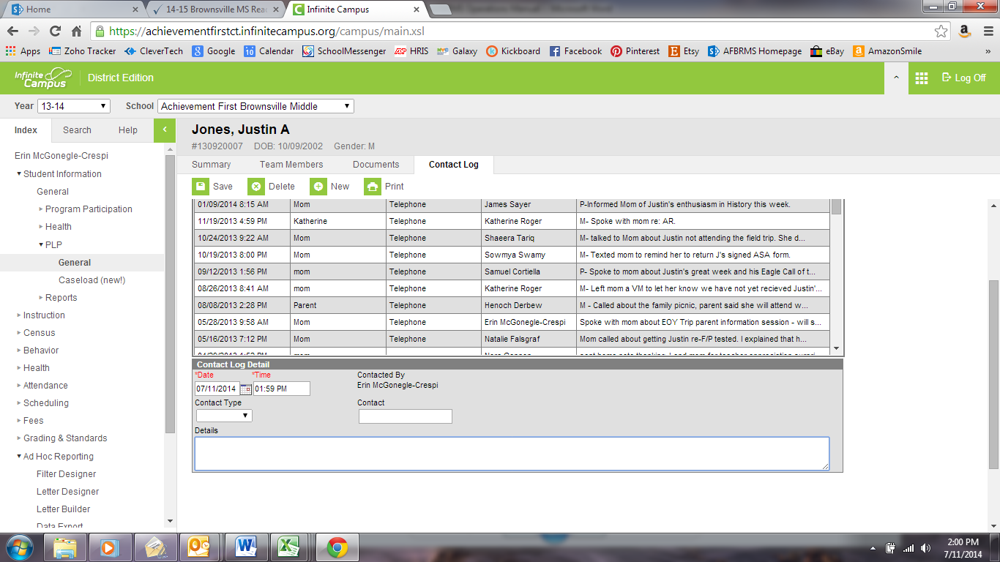 Home
14-15 Brownsville MS Rea
Infinite Campus
https://achievementfirstct.infinitecampus.org/campus/main.xsl
Apps Zoho Tracker CleverTech Google Calendar SchoolMessenger HRIS Galaxy Kickboard Facebook Pinterest Etsy AFBRMS Homepage eBay AmazonSmile »
Infinite Campus District Edition Log Off
Year 13-14 School Achievement First Brownsville Middle
Index Search Help
Jones, Justin A
#130920007 DOB: 10/09/2002 Gender: M
Summary Team Members Documents Contact Log
Save Delete New Print
Erin McGonegle-Crespi
Student Information
General
Program Participation
Health
PLP
General
Caseload (new!)
Reports
Instruction
Census
Behavior
Health
Attendance
Scheduling
Fees
Grading & Standards
Ad Hoc Reporting
Filter Designer
Letter Designer
Letter Builder
Data Export
01/09/2014 8:15 AM Mom Telephone James Sayer P-Informed Mom of Justin's enthusiasm in History this week.
11/19/2013 4:59 PM Katherine Telephone Katherine Roger M- Spoke with mom re: AR.
10/24/2013 9:22 AM Mom Telephone Shaeera Tariq M- talked to Mom about Justin not attending the field trip. She d...
10/19/2013 8:00 PM Mom Telephone Sowmya Swamy M- Texted mom to remind her to return J's signed ASA form.
09/12/2013 1:56 PM mom Telephone Samuel Cortiella P- Spoke to mom about Justin's great week and his Eagle Call of t...
08/26/2013 8:41 AM mom Telephone Katherine Roger M- Left mom a VM to let her know we have not yet recieved Justin'...
08/08/2013 2:28 PM Parent Telephone Henoch Derbew M - Called about the family picnic, parent said she will attend w...
05/28/2013 9:58 AM Mom Telephone Erin McGonegle-Crespi Spoke with mom about EOY Trip parent information session - will s...
05/16/2013 7:12 PM Mom Telephone Natalie Falsgraf Mom called about getting Justin re-F/P tested. I explained that h...
Contact Log Detail
*Date *Time Contacted By
07/11/2014 01:59 PM Erin McGonegle-Crespi
Contact Type Contact
Details
2:00 PM
7/11/2014